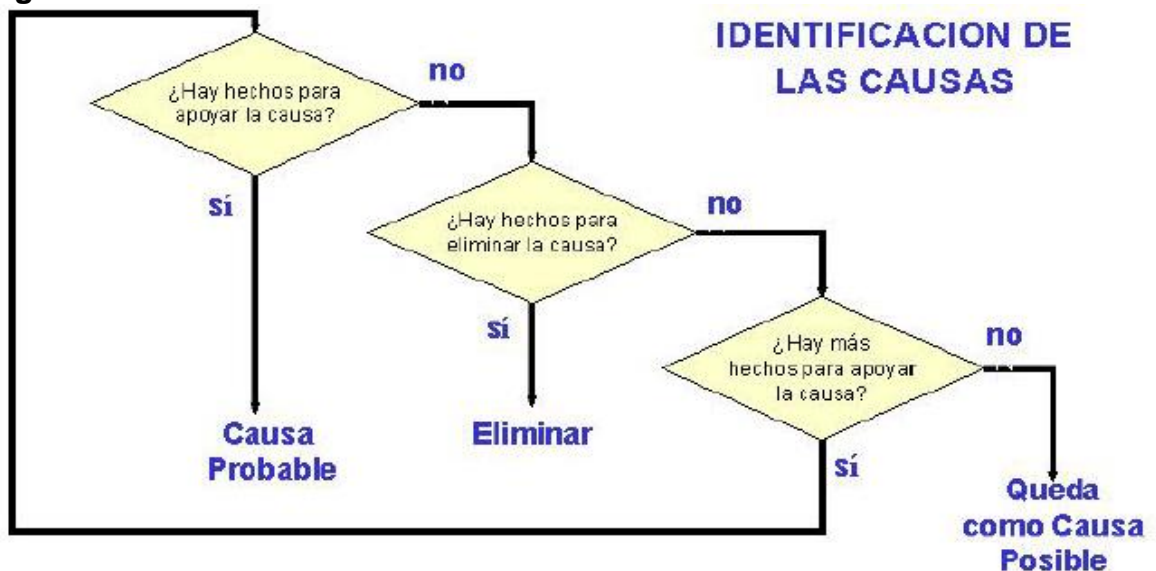 IDENTIFICACION DE
LAS CAUSAS
¿Hay hechos para
apoyar la causa?
no
sí
¿Hay hechos para
eliminar la causa?
no
sí
¿Hay más
hechos para apoyar
la causa?
no
sí
Causa
Probable
Eliminar
Queda
como Causa
Posible